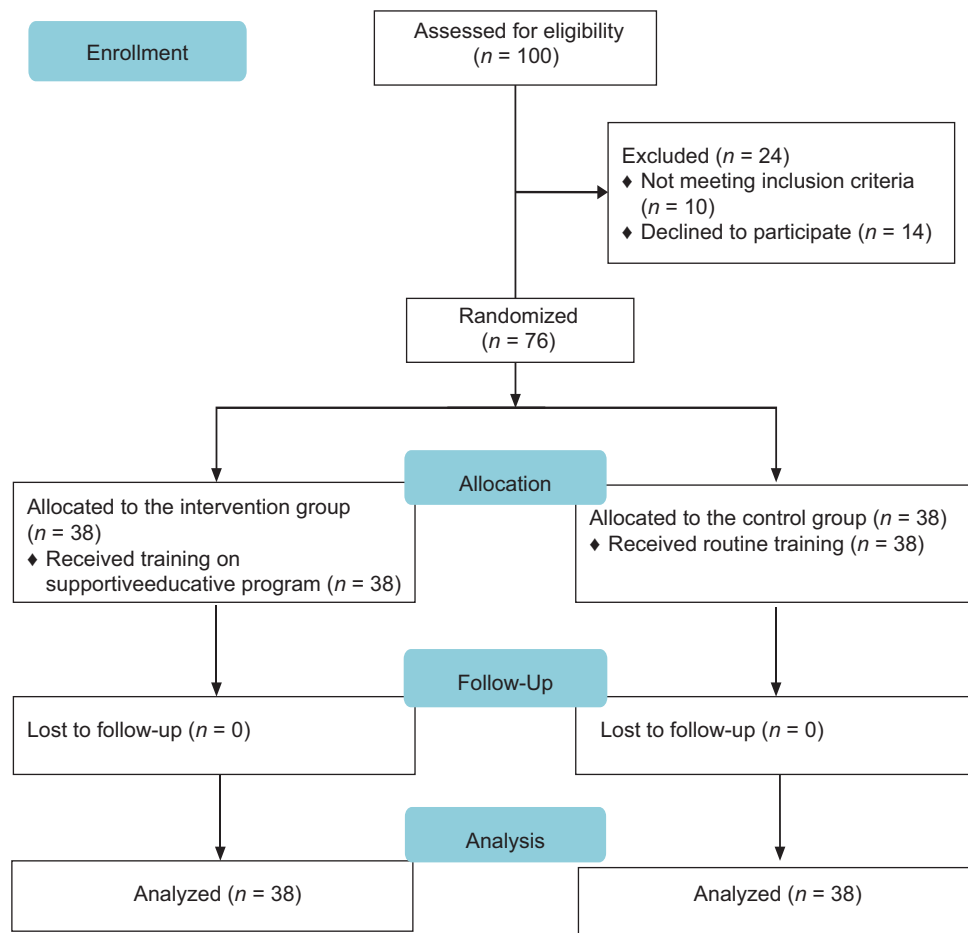 Enrollment
Assessed for eligibility
(n = 100)
Excluded (n = 24)
♦ Not meeting inclusion criteria
(n = 10)
♦ Declined to participate (n = 14)
Randomized
(n = 76)
Allocation
Allocated to the intervention group
(n = 38)
♦ Received training on
supportiveeducative program (n = 38)
Allocated to the control group (n = 38)
♦ Received routine training (n = 38)
Follow-Up
Lost to follow-up (n = 0)
Lost to follow-up (n = 0)
Analysis
Analyzed (n = 38)
Analyzed (n = 38)